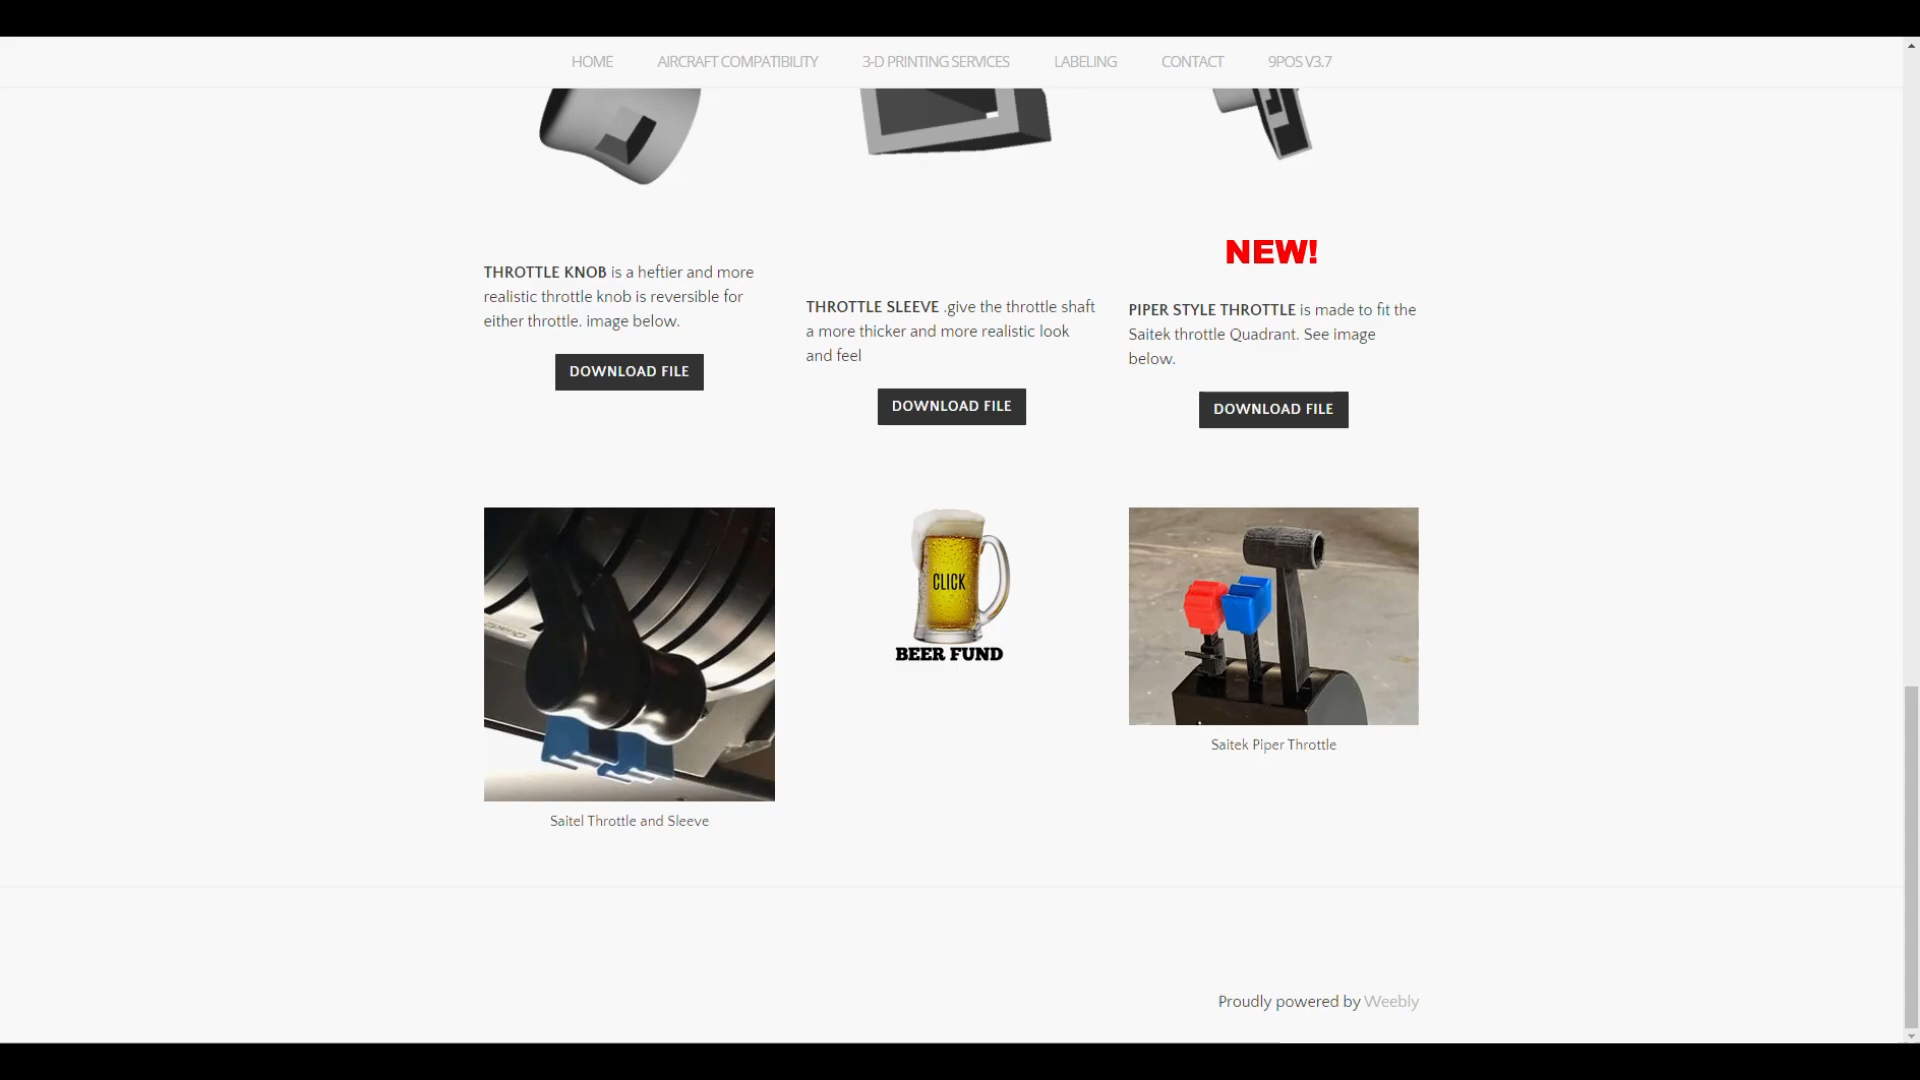 HOME AIRCRAFT COMPATIBILITY 3-D PRINTING SERVICES LABELING CONTACT 9POS V3.7
THROTTLE KNOB is a heftier and more
realistic throttle knob is reversible for
either throttle. image below.
DOWNLOAD FILE
THROTTLE SLEEVE .give the throttle shaft
a more thicker and more realistic look
and feel
DOWNLOAD FILE
NEW!
PIPER STYLE THROTTLE is made to fit the
Saitek throttle Quadrant. See image
below.
DOWNLOAD FILE
Saitel Throttle and Sleeve
CLICK
BEER FUND
Saitek Piper Throttle
Proudly powered by Weebly